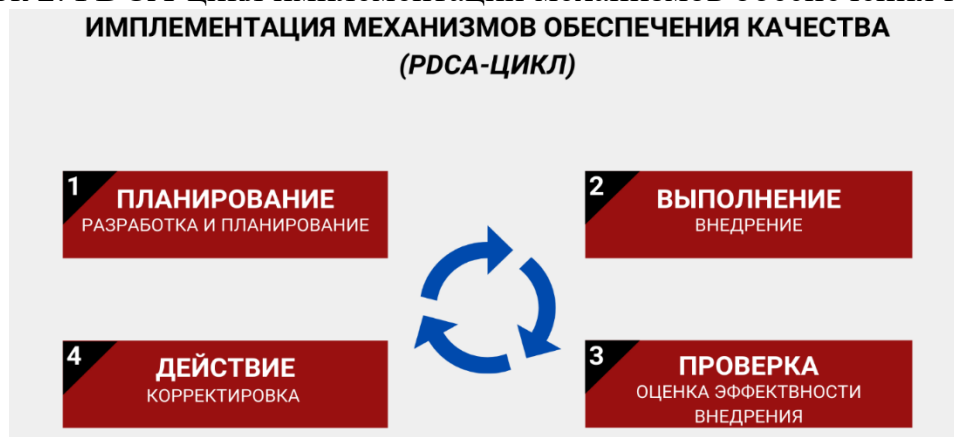 ИМПЛЕМЕНТАЦИЯ МЕХАНИЗМОВ ОБЕСПЕЧЕНИЯ КАЧЕСТВА
(PDCA-ЦИКЛ)
1
ПЛАНИРОВАНИЕ
РАЗРАБОТКА И ПЛАНИРОВАНИЕ
2
ВЫПОЛНЕНИЕ
ВНЕДРЕНИЕ
4
ДЕЙСТВИЕ
КОРРЕКТИРОВКА
3
ПРОВЕРКА
ОЦЕНКА ЭФФЕКТВНОСТИ
ВНЕДРЕНИЯ